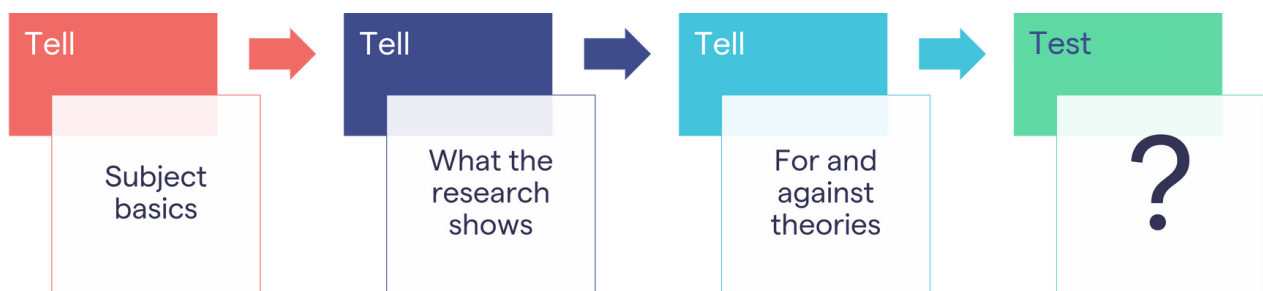 Tell
Subject
basics
Tell
What the
research
shows
Tell
For and
against
theories
Test
?